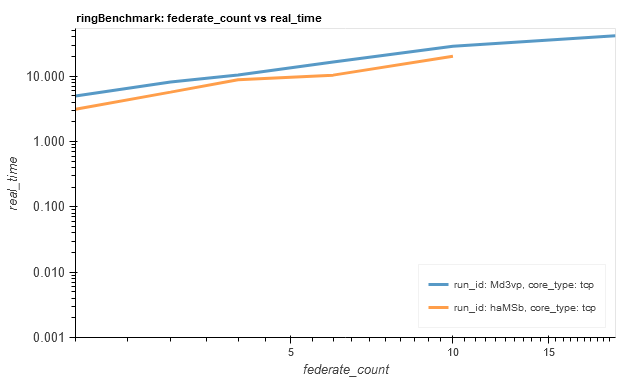 ringBenchmark: federate_count vs real_time
10.000
1.000
0.100
0.010
0.001
real_time
5
10
15
federate_count
run_id: Md3vp, core_type: tcp
run_id: haMSb, core_type: tcp